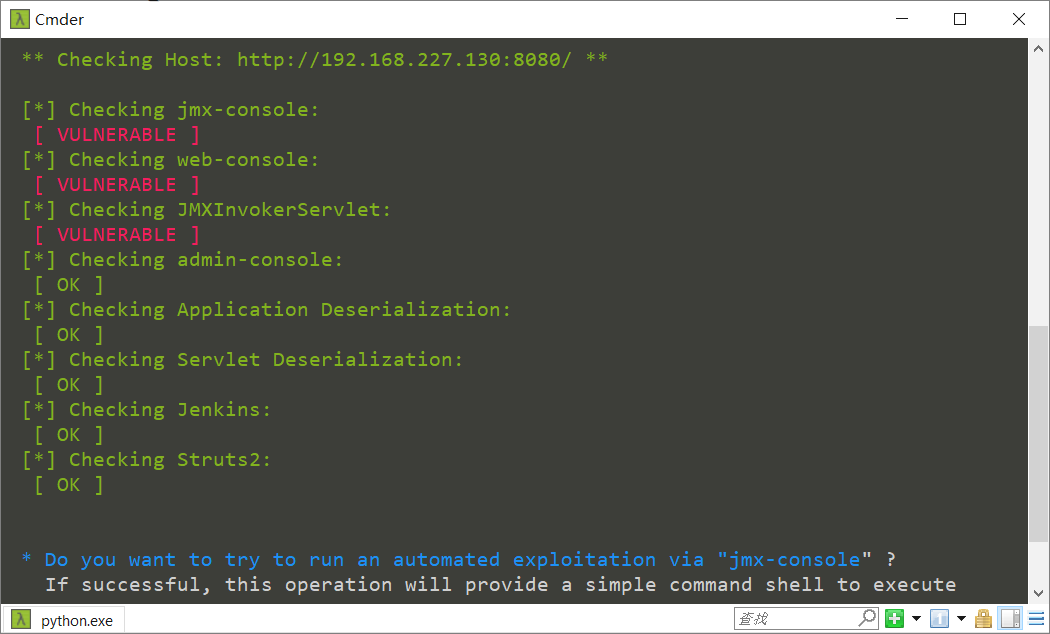 Cmder
** Checking Host: http://192.168.227.130:8080/ **
[*] Checking jmx-console:
[ VULNERABLE ]
[*] Checking web-console:
[ VULNERABLE ]
[*] Checking JMXInvokerServlet:
[ VULNERABLE ]
[*] Checking admin-console:
[ OK ]
[*] Checking Application Deserialization:
[ OK ]
[*] Checking Servlet Deserialization:
[ OK ]
[*] Checking Jenkins:
[ OK ]
[*] Checking Struts2:
[ OK ]
* Do you want to try to run an automated exploitation via "jmx-console" ?
If successful, this operation will provide a simple command shell to execute
python.exe
查找